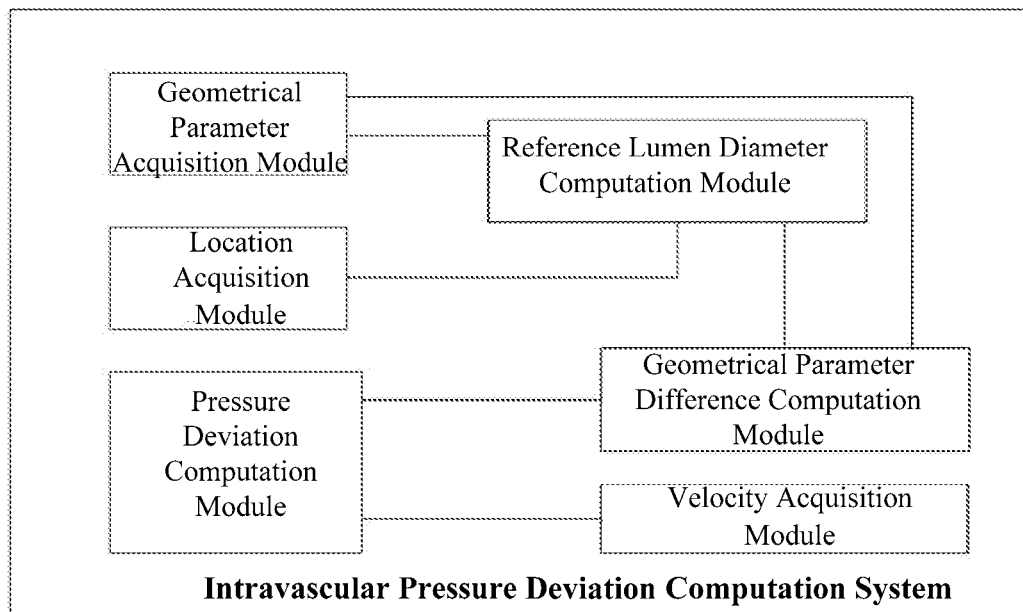 Geometrical
Parameter
Acquisition Module
Reference Lumen Diameter
Computation Module
Location
Acquisition
Module
Geometrical Parameter
Difference Computation
Module
Pressure
Deviation
Computation
Module
Velocity Acquisition
Module
Intravascular Pressure Deviation Computation System